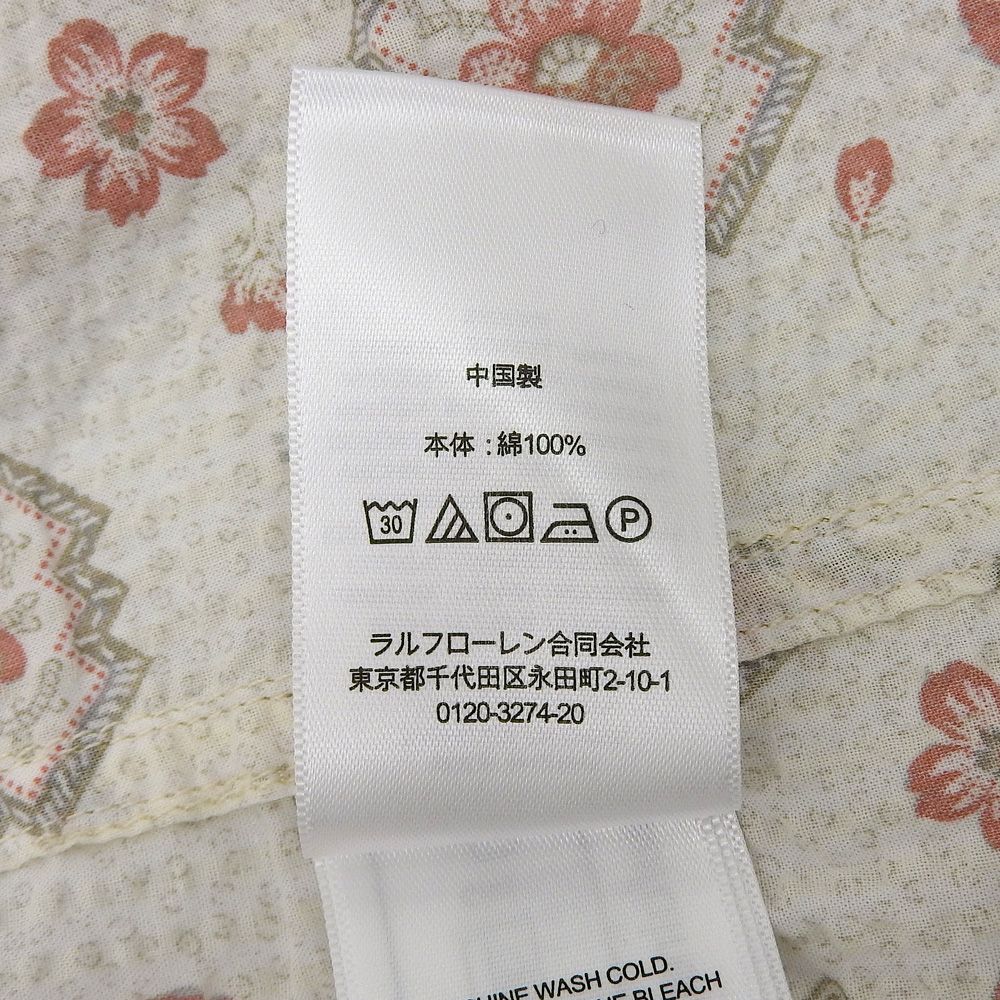 中国製
本体 : 綿100%
30
P
ラルフローレン合同会社
東京都千代田区永田町2-10-1
0120-3274-20
WASH COLD.
BLEACH